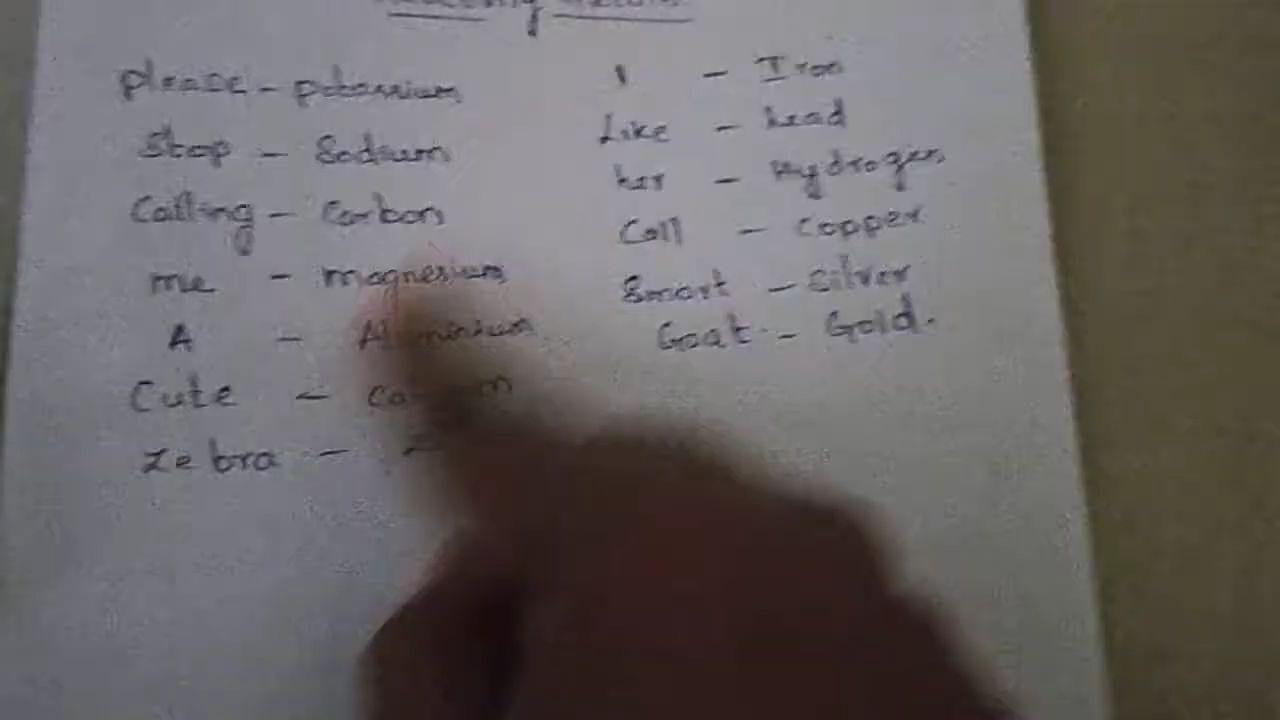 Please - potassium
Stop - Sodium
Calling - Carbon
me - magnesium
A - Aluminium
Cute -
Zebra -
I - Iron
Like - Lead
her - Hydrogen
Call - Copper
Smart - Silver
Goat - Gold.